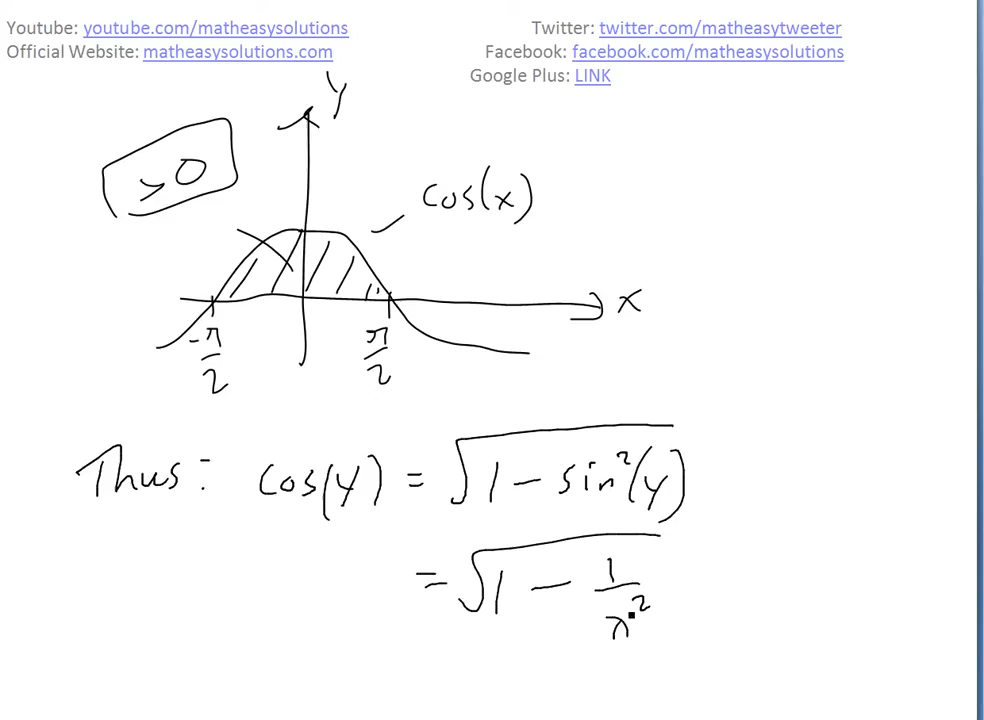 Youtube: youtube.com/matheasysolutions Twitter: twitter.com/matheasytweeter
Official Website: matheasysolutions.com Facebook: facebook.com/matheasysolutions
Google Plus: LINK
y
>0
cos(x)
x
-π/2 π/2
Thus: cos(y) = √(1 - sin²(y))
= √(1 - 1/x²)